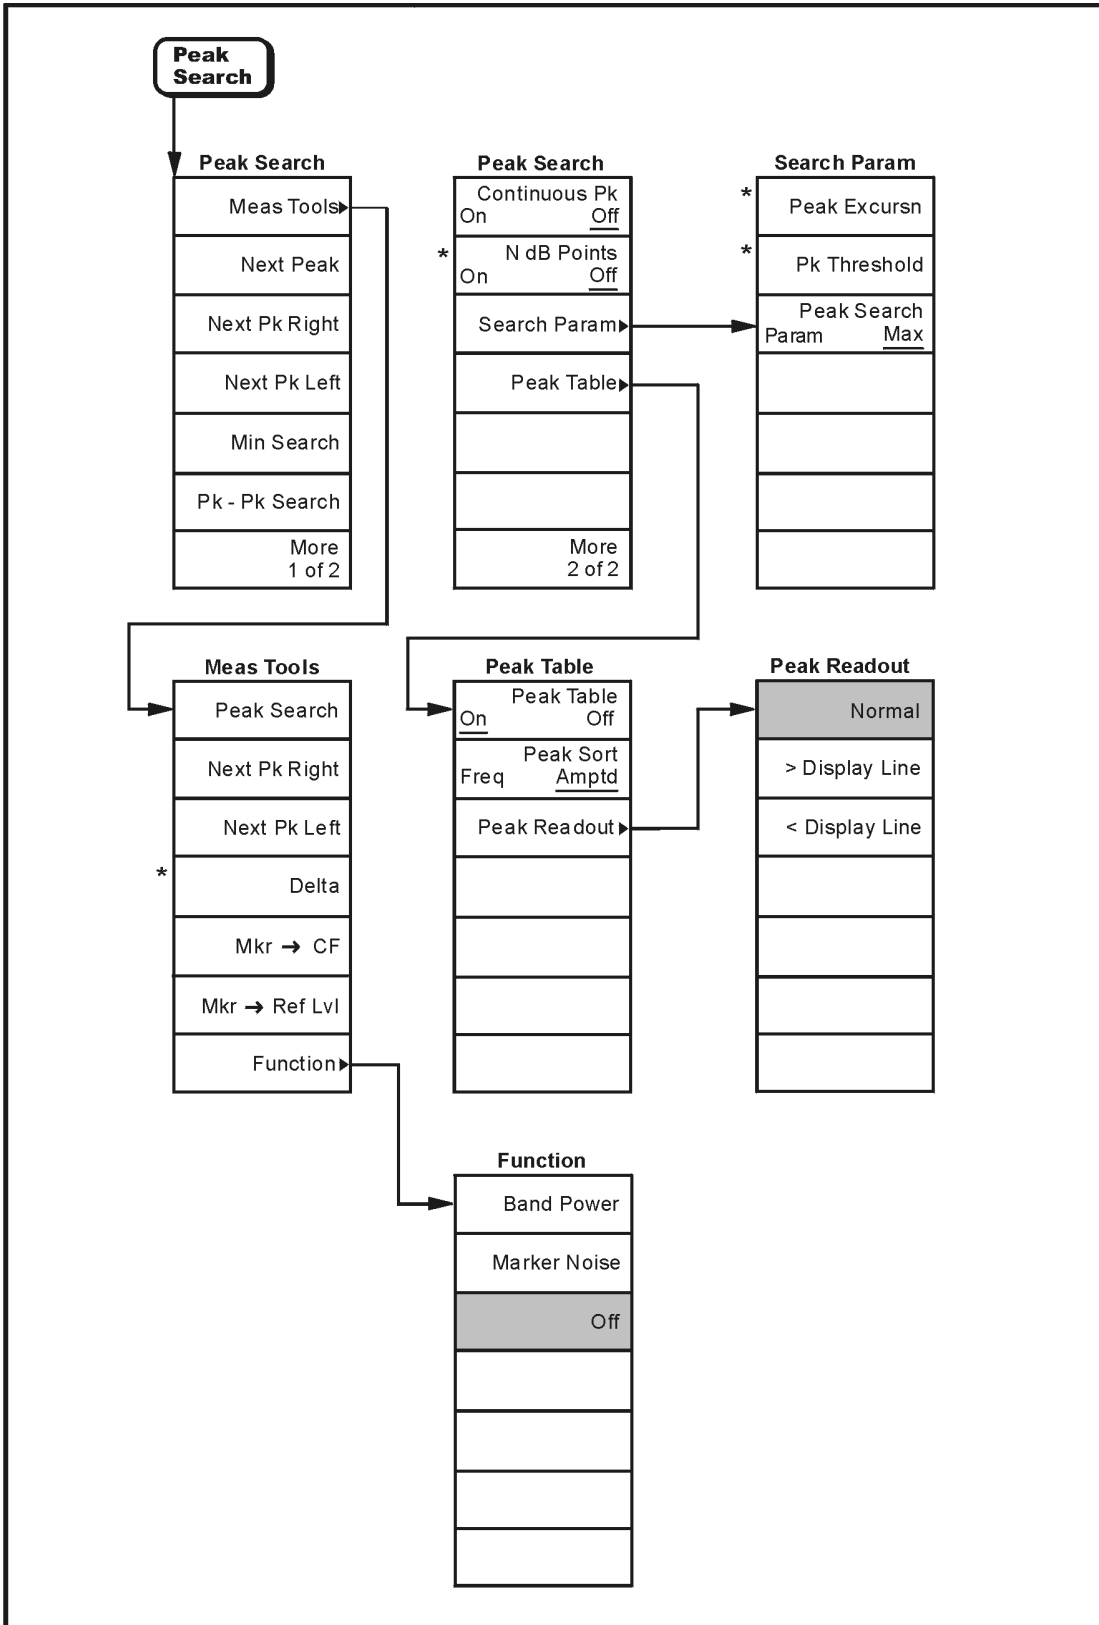 Peak
Search
Peak Search
Meas Tools
Next Peak
Next Pk Right
Next Pk Left
Min Search
Pk - Pk Search
More
1 of 2
Peak Search
Continuous Pk
On Off
* N dB Points
On Off
Search Param
Peak Table
More
2 of 2
Search Param
* Peak Excursn
* Pk Threshold
Peak Search
Param Max
Meas Tools
Peak Search
Next Pk Right
Next Pk Left
* Delta
Mkr → CF
Mkr → Ref Lvl
Function
Peak Table
Peak Table
On Off
Peak Sort
Freq Amptd
Peak Readout
Peak Readout
Normal
> Display Line
< Display Line
Function
Band Power
Marker Noise
Off